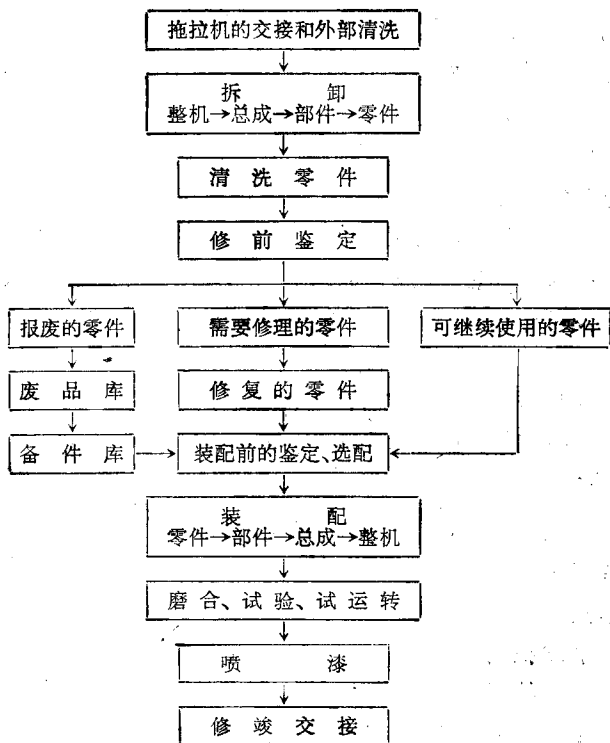 拖拉机的交接和外部清洗
拆 卸
整机→总成→部件→零件
清洗零件
修前鉴定
报废的零件
需要修理的零件
可继续使用的零件
废品库
修复的零件
备件库
装配前的鉴定、选配
装 配
零件→部件→总成→整机
磨合、试验、试运转
喷 漆
修竣交接